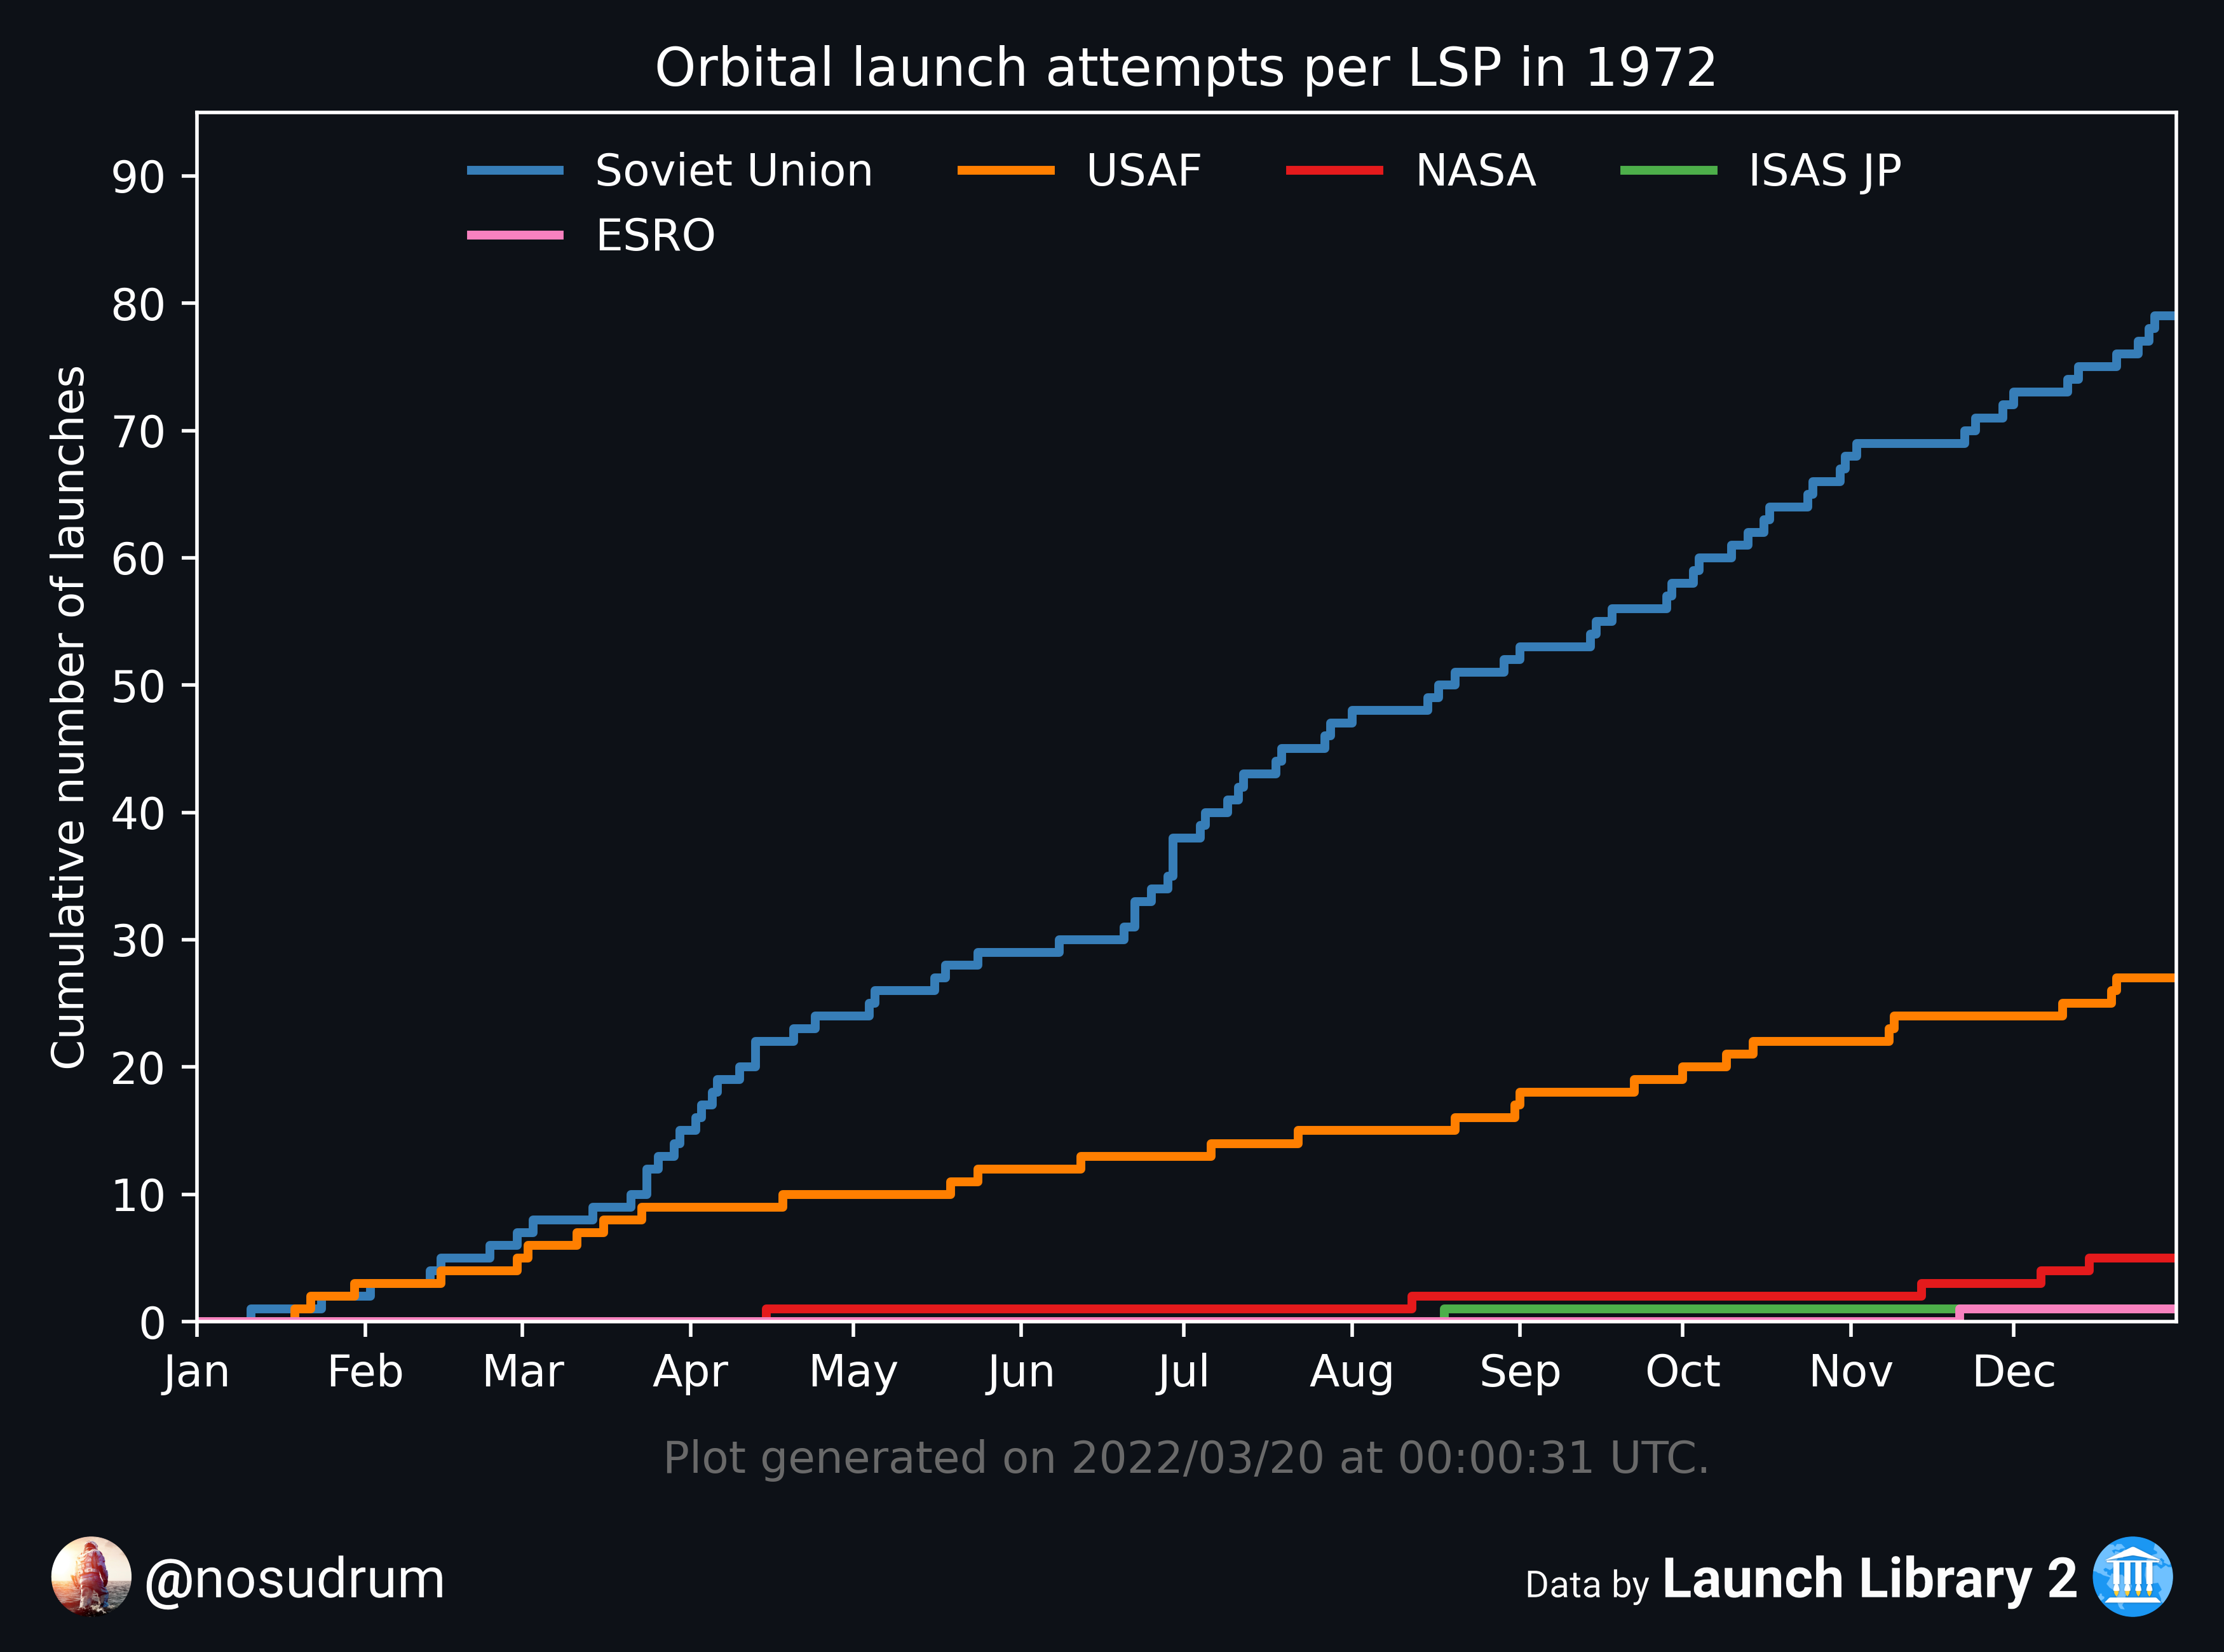 Orbital launch attempts per LSP in 1972
Soviet Union USAF NASA ISAS JP
ESRO
Cumulative number of launches
90
80
70
60
50
40
30
20
10
0
Jan Feb Mar Apr May Jun Jul Aug Sep Oct Nov Dec
Plot generated on 2022/03/20 at 00:00:31 UTC.
@nosudrum
Data by Launch Library 2